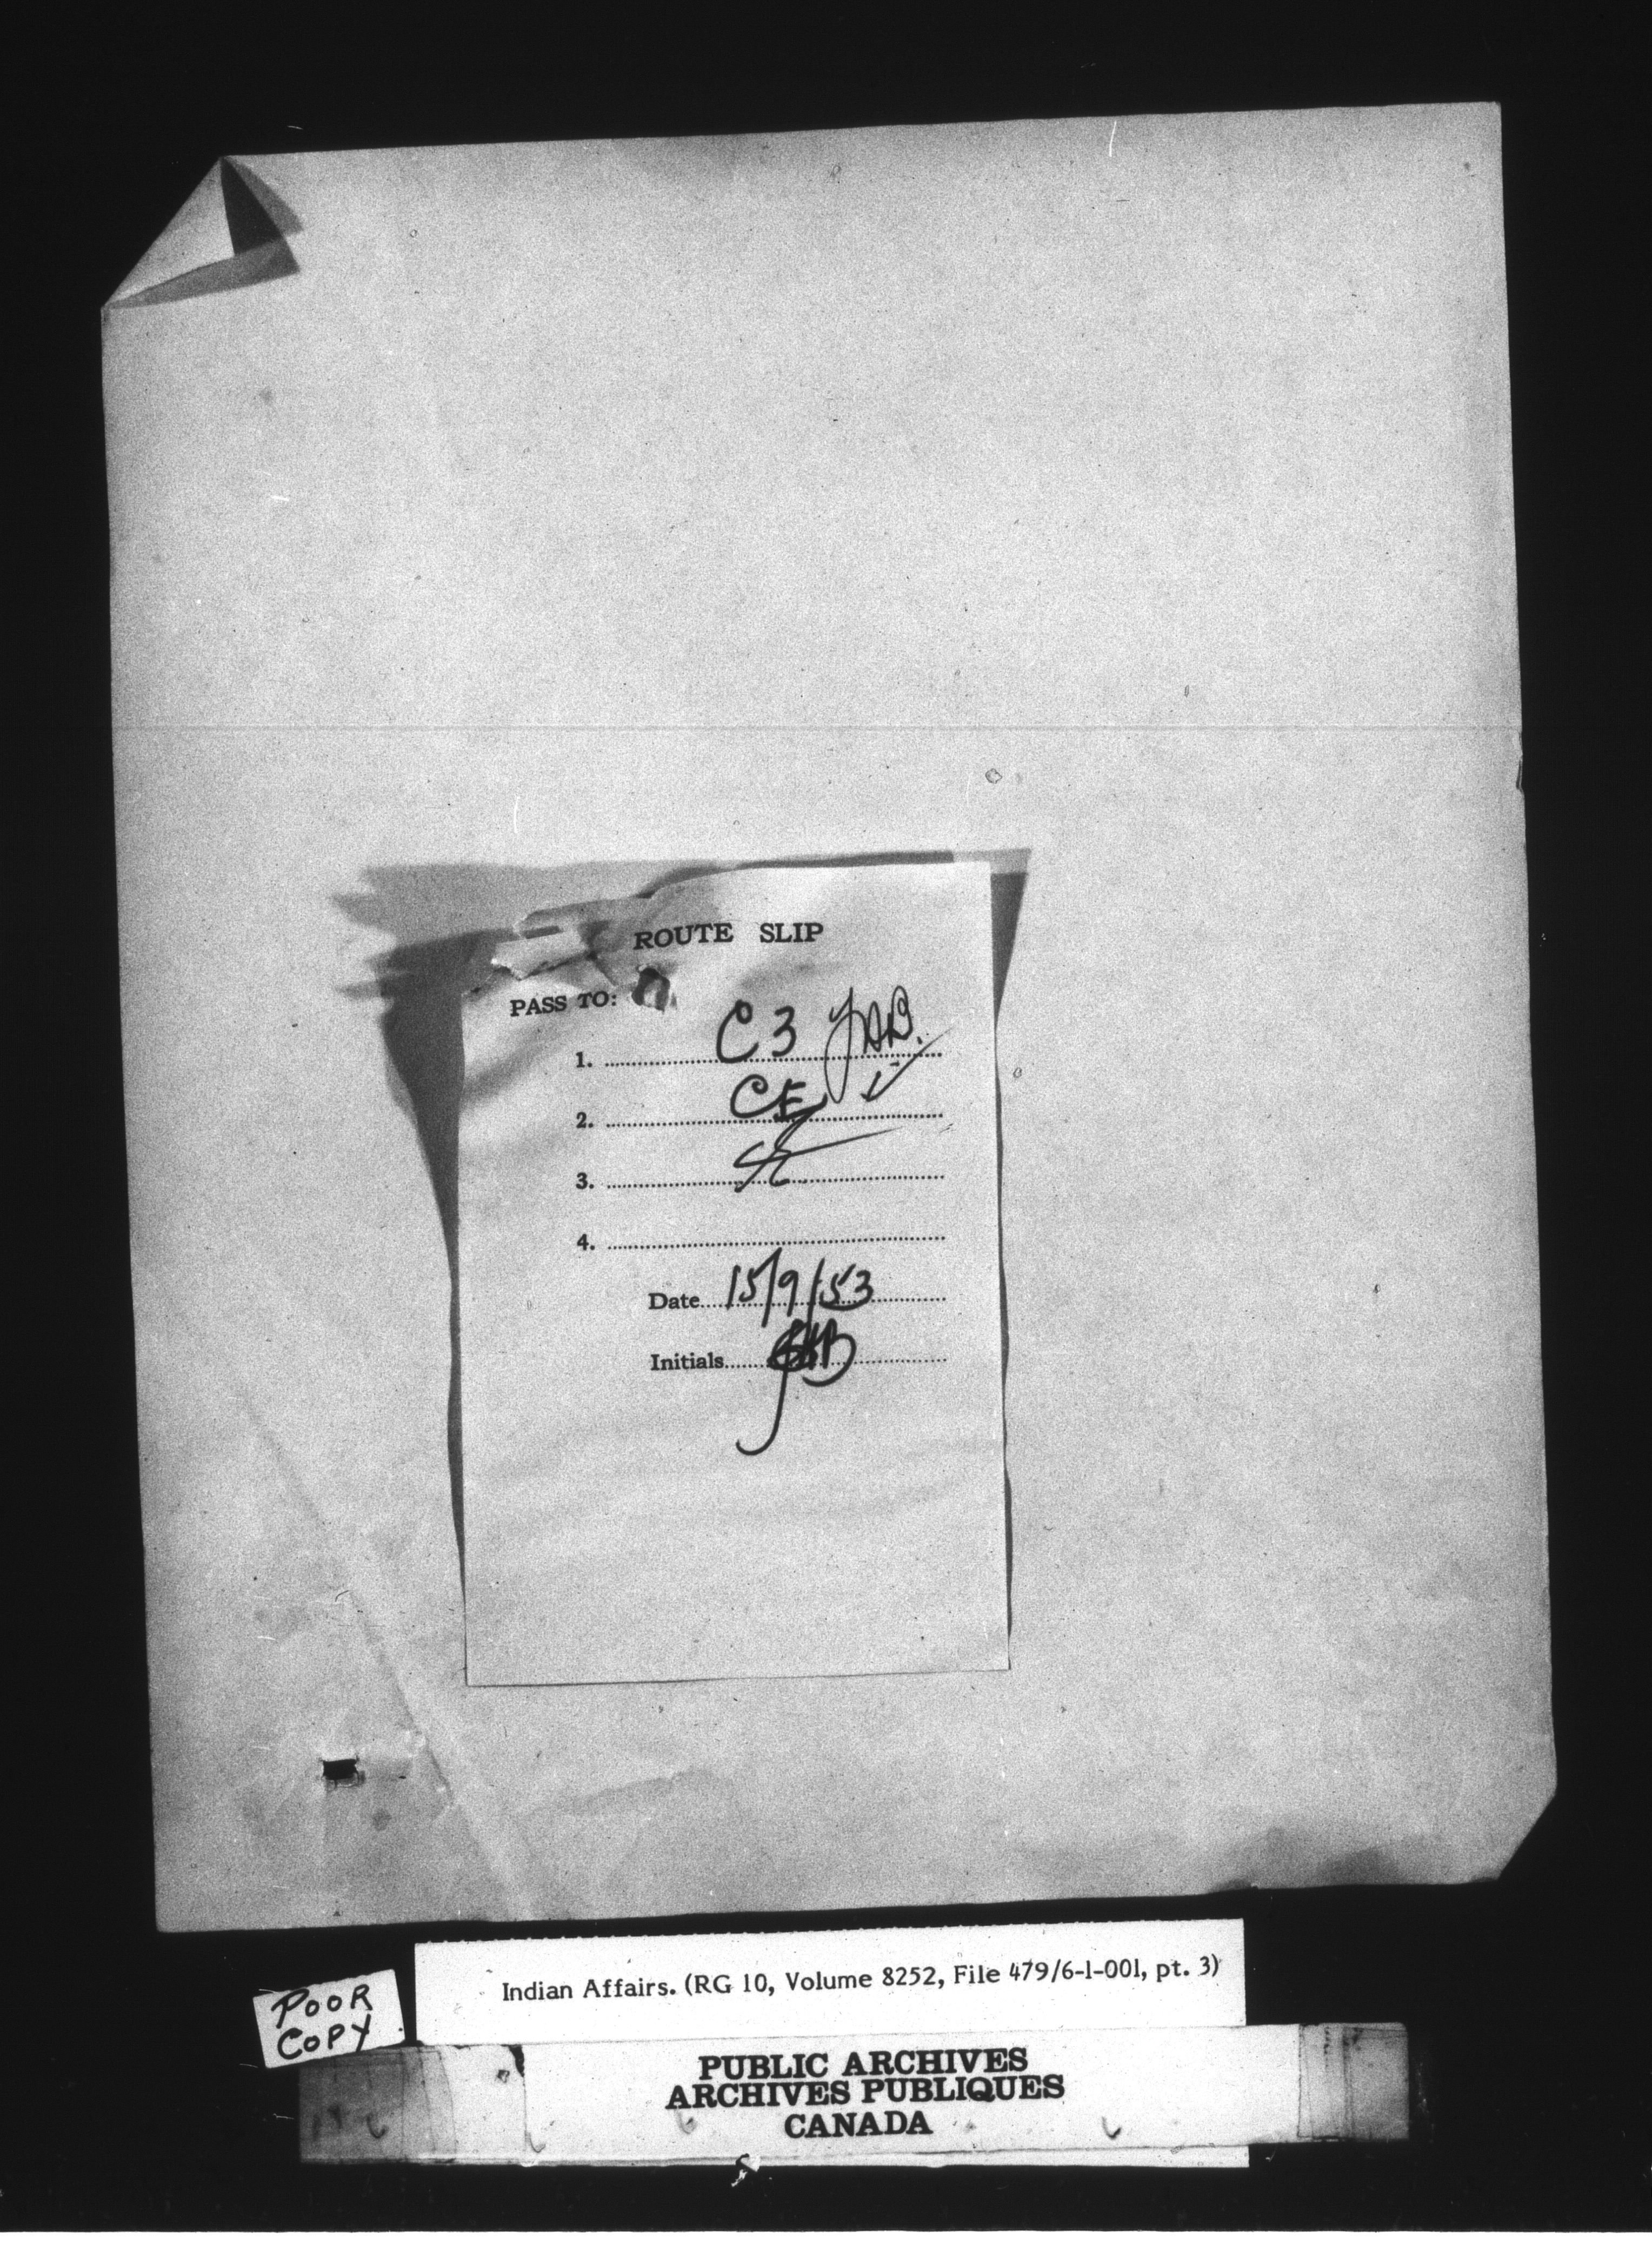 ROUTE SLIP
PASS TO:
1. C 3
2. CE
3.
4.
Date 15/9/53
Initials
Indian Affairs. (RG 10, Volume 8252, File 479/6-1-001, pt. 3)
POOR
COPY
PUBLIC ARCHIVES
ARCHIVES PUBLIQUES
CANADA